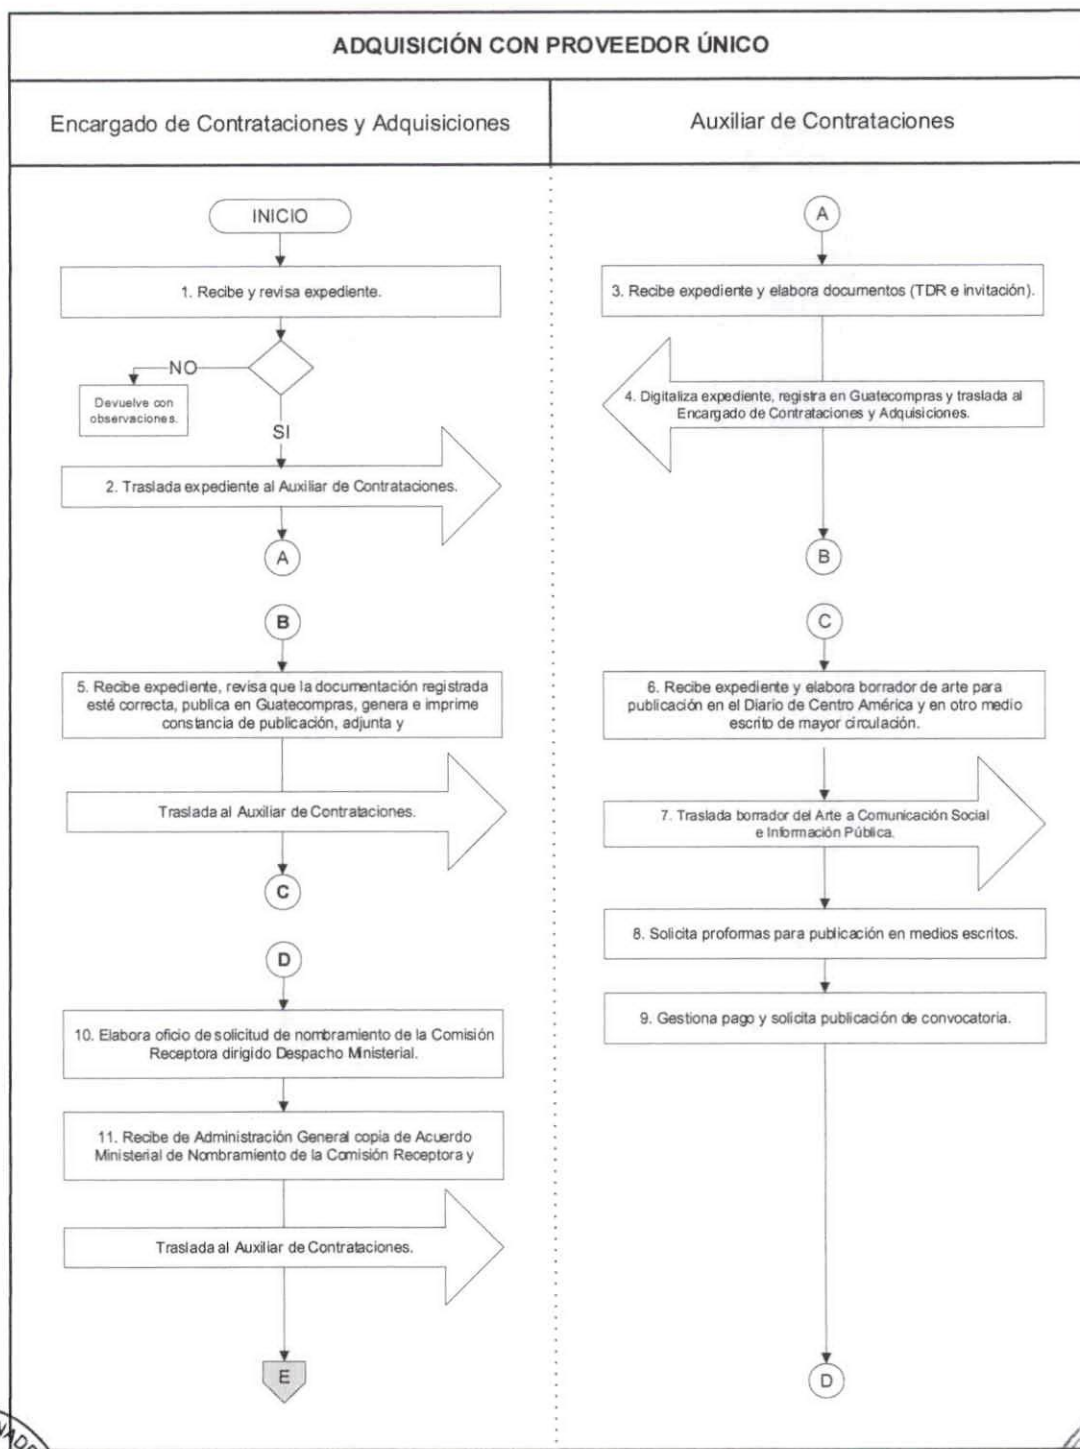 ADQUISICIÓN CON PROVEEDOR ÚNICO
Encargado de Contrataciones y Adquisiciones
Auxiliar de Contrataciones
INICIO
1. Recibe y revisa expediente.
NO
Devuelve con
observaciones.
SI
2. Traslada expediente al Auxiliar de Contrataciones.
A
A
3. Recibe expediente y elabora documentos (TDR e invitación).
4. Digitaliza expediente, registra en Guatecompras y traslada al
Encargado de Contrataciones y Adquisiciones.
B
B
5. Recibe expediente, revisa que la documentación registrada
esté correcta, publica en Guatecompras, genera e imprime
constancia de publicación, adjunta y
Traslada al Auxiliar de Contrataciones.
C
C
6. Recibe expediente y elabora borrador de arte para
publicación en el Diario de Centro América y en otro medio
escrito de mayor circulación.
7. Traslada borrador del Arte a Comunicación Social
e Información Pública.
8. Solicita proformas para publicación en medios escritos.
9. Gestiona pago y solicita publicación de convocatoria.
D
D
10. Elabora oficio de solicitud de nombramiento de la Comisión
Receptora dirigido Despacho Ministerial.
11. Recibe de Administración General copia de Acuerdo
Ministerial de Nombramiento de la Comisión Receptora y
Traslada al Auxiliar de Contrataciones.
E